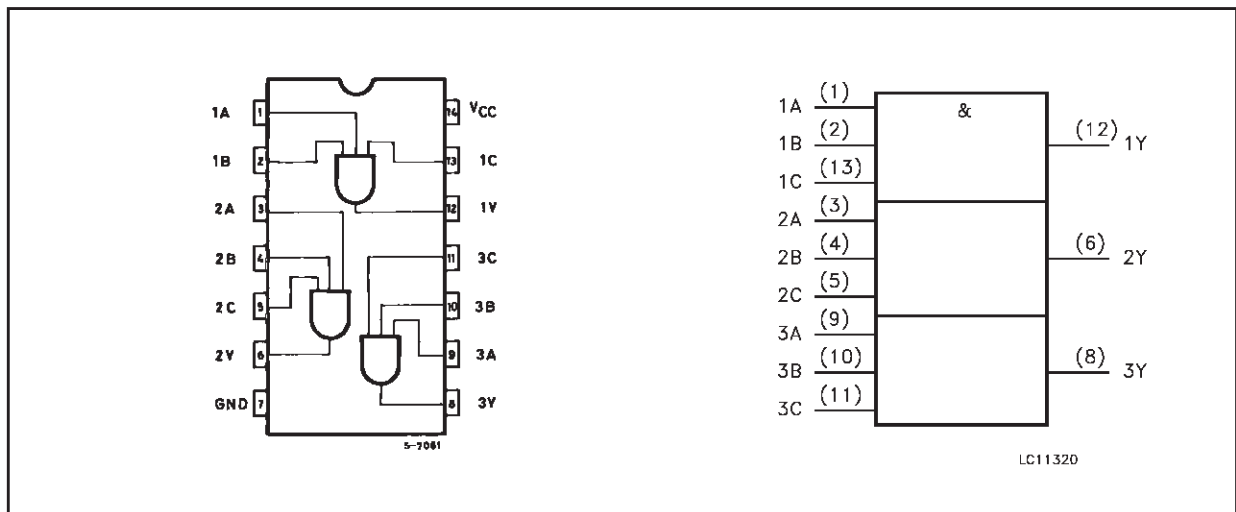 1A 1 14 VCC
1B 2 13 1C
2A 3 12 1Y
2B 4 11 3C
2C 5 10 3B
2Y 6 9 3A
GND 7 8 3Y
S-7061
&
1A (1)
1B (2) (12) 1Y
1C (13)
2A (3)
2B (4) (6) 2Y
2C (5)
3A (9)
3B (10) (8) 3Y
3C (11)
LC11320